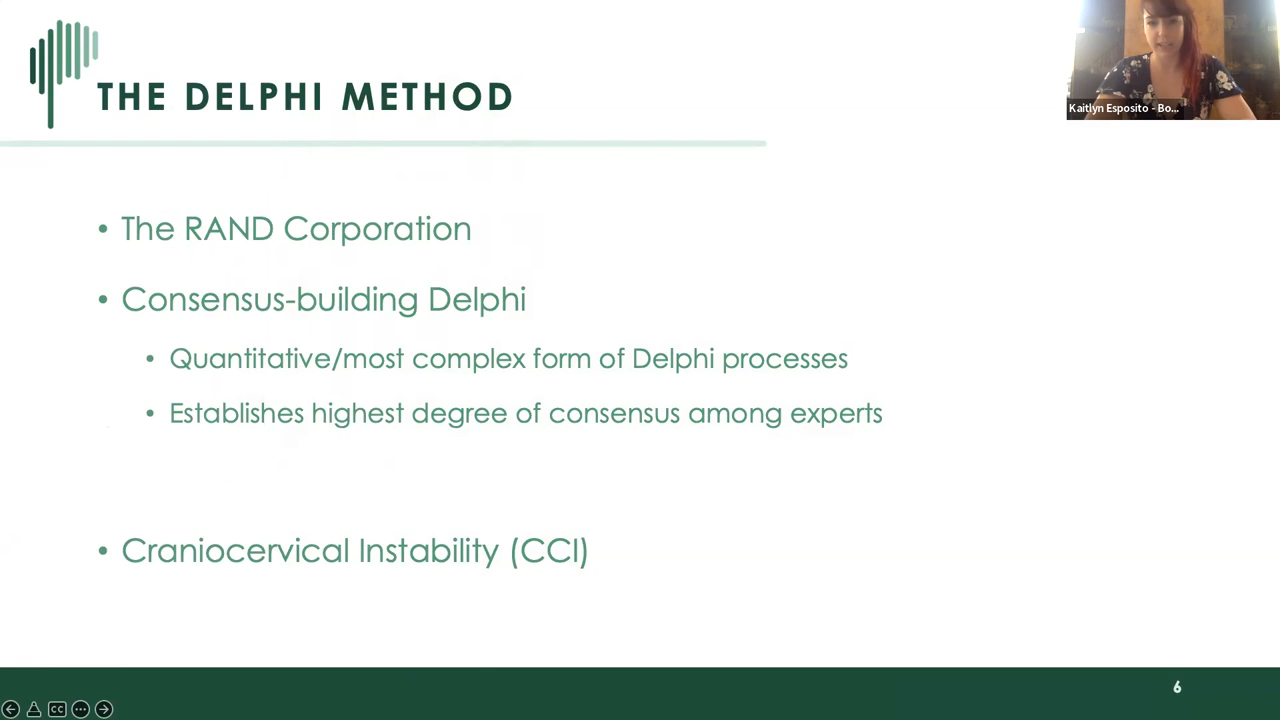 THE DELPHI METHOD
Kaitlyn Esposito - Bo...
• The RAND Corporation
• Consensus-building Delphi
• Quantitative/most complex form of Delphi processes
• Establishes highest degree of consensus among experts
• Craniocervical Instability (CCI)
6
CC